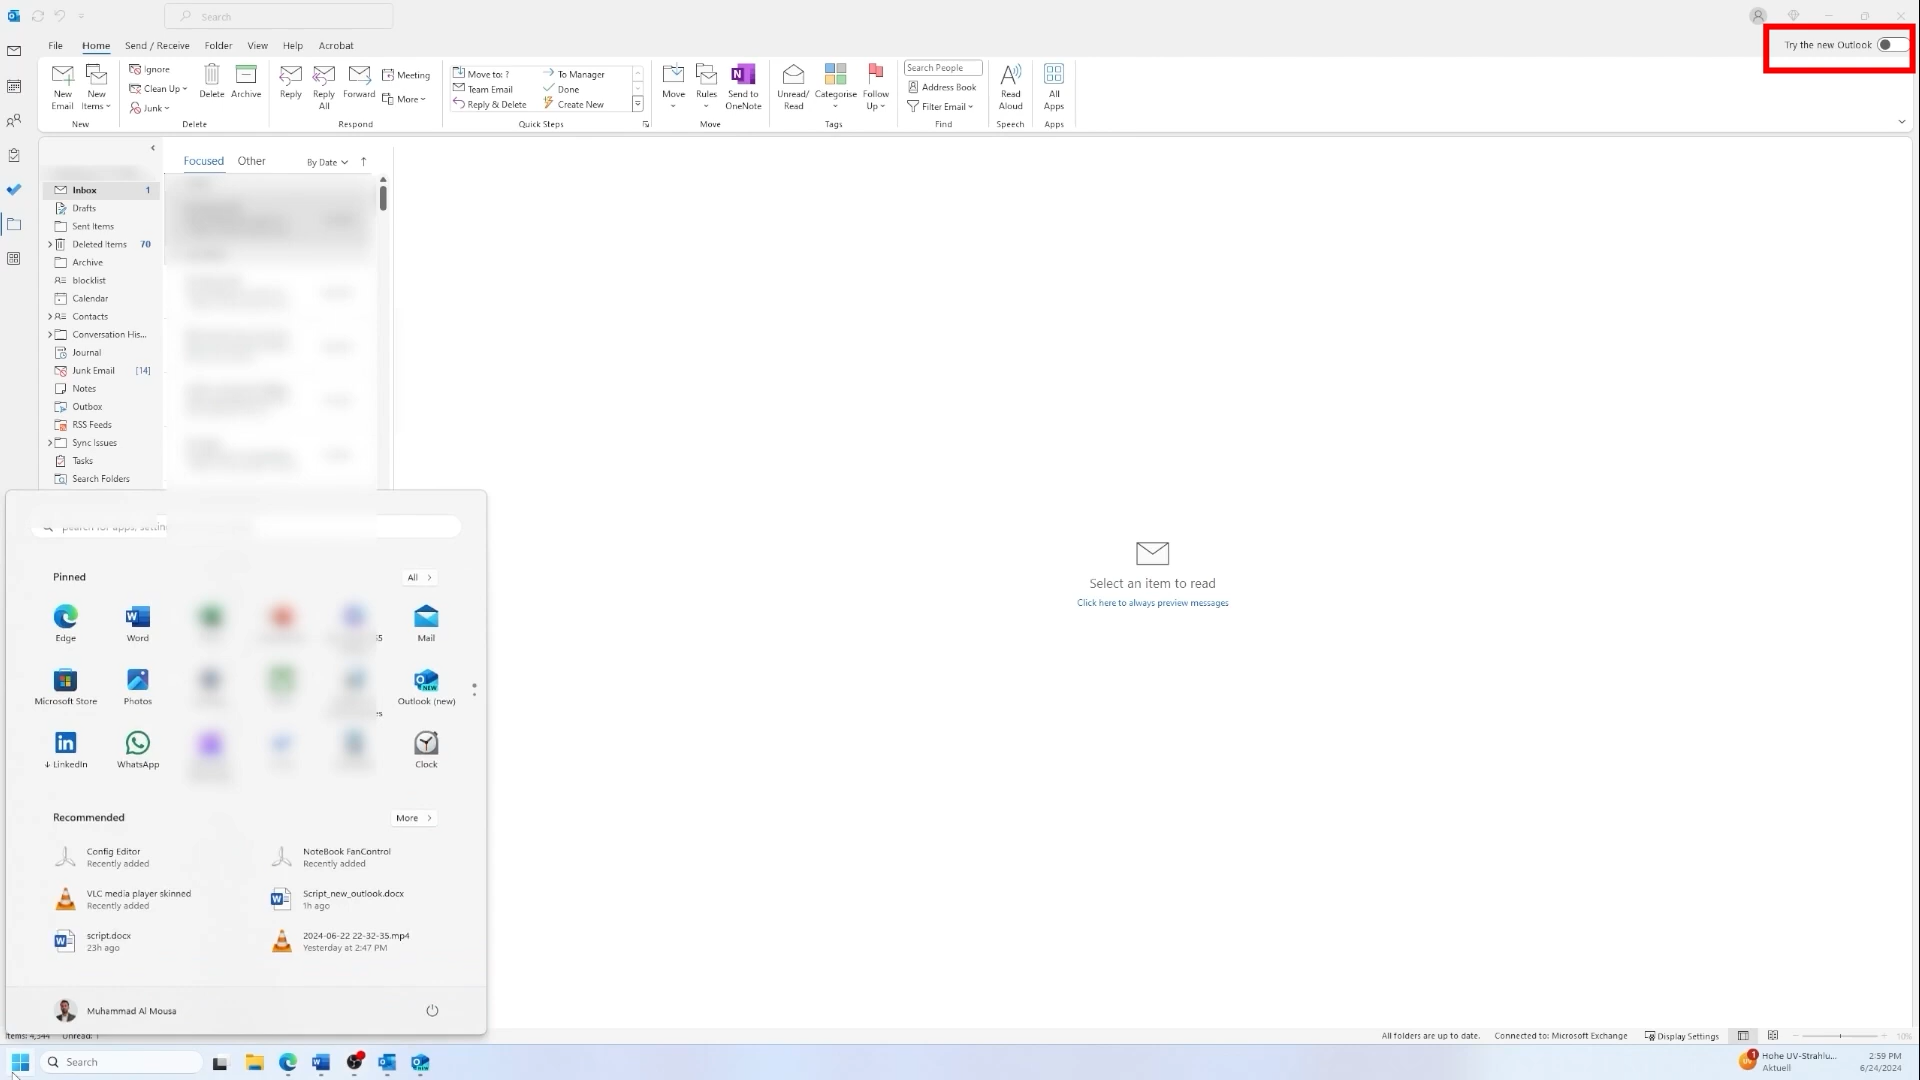 Search
File Home Send / Receive Folder View Help Acrobat
Try the new Outlook
New Email
New Items
New
Ignore
Clean Up
Junk
Delete
Archive
Delete
Reply
Reply All
Forward
Meeting
More
Respond
Move to: ?
Team Email
Reply & Delete
To Manager
Done
Create New
Quick Steps
Move
Rules
Send to OneNote
Move
Unread/ Read
Categorise
Follow Up
Tags
Search People
Address Book
Filter Email
Find
Read Aloud
Speech
All Apps
Apps
Focused Other By Date
Inbox 1
Drafts
Sent Items
Deleted Items 70
Archive
blocklist
Calendar
Contacts
Conversation His...
Journal
Junk Email [14]
Notes
Outbox
RSS Feeds
Sync Issues
Tasks
Search Folders
Select an item to read
Click here to always preview messages
Pinned All
Edge Word Mail
Microsoft Store Photos Outlook (new)
LinkedIn WhatsApp Clock
Recommended More
Config Editor
Recently added
NoteBook FanControl
Recently added
VLC media player skinned
Recently added
Script_new_outlook.docx
1h ago
script.docx
23h ago
2024-06-22 22-32-35.mp4
Yesterday at 2:47 PM
Muhammad Al Mousa
All folders are up to date. Connected to: Microsoft Exchange Display Settings 10%
Search
Hohe UV-Strahlu...
Aktuell
2:59 PM
6/24/2024